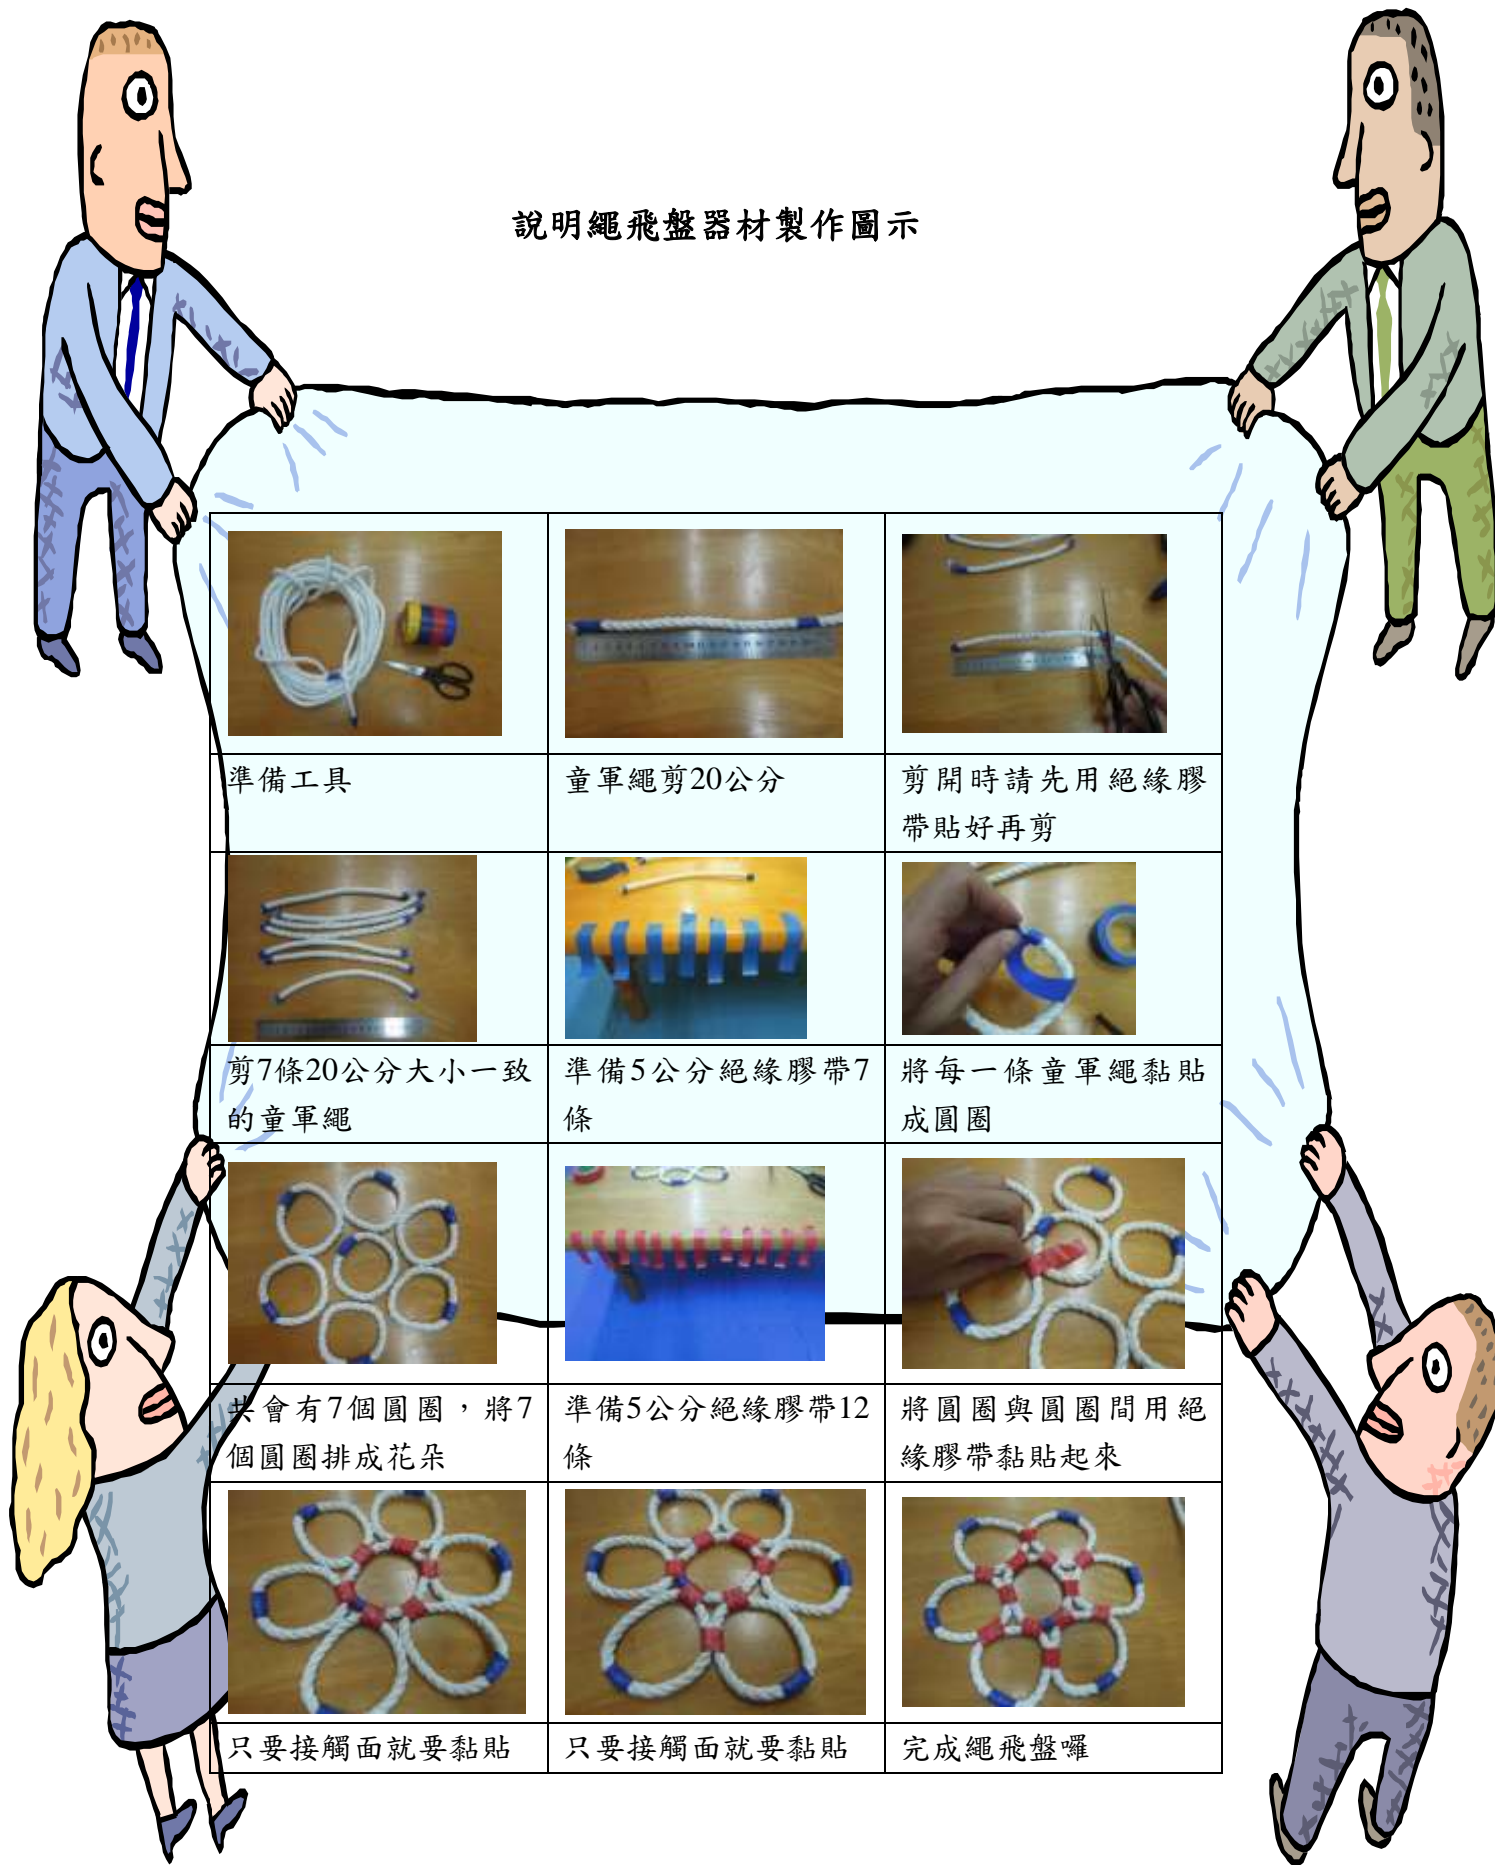 說明繩飛盤器材製作圖示
準備工具
童軍繩剪20公分
剪開時請先用絕緣膠
帶貼好再剪
剪7條20公分大小一致
的童軍繩
準備5公分絕緣膠帶7
條
將每一條童軍繩黏貼
成圓圈
共會有7個圓圈，將7
個圓圈排成花朵
準備5公分絕緣膠帶12
條
將圓圈與圓圈間用絕
緣膠帶黏貼起來
只要接觸面就要黏貼
只要接觸面就要黏貼
完成繩飛盤囉